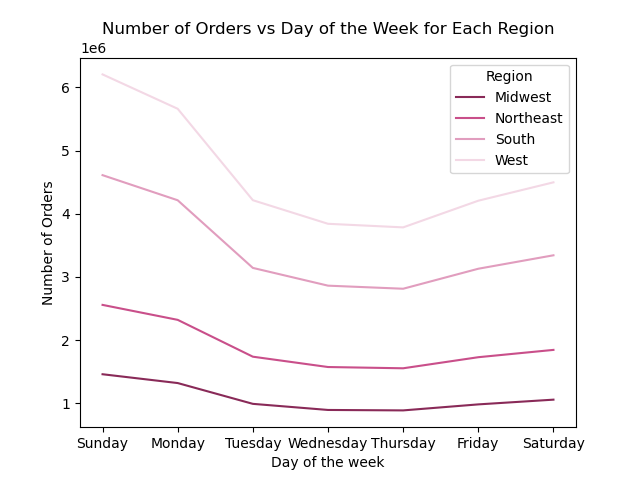 Number of Orders vs Day of the Week for Each Region
1e6
Region
Midwest
Northeast
South
West
6
5
4
3
2
1
Number of Orders
Sunday Monday Tuesday Wednesday Thursday Friday Saturday
Day of the week